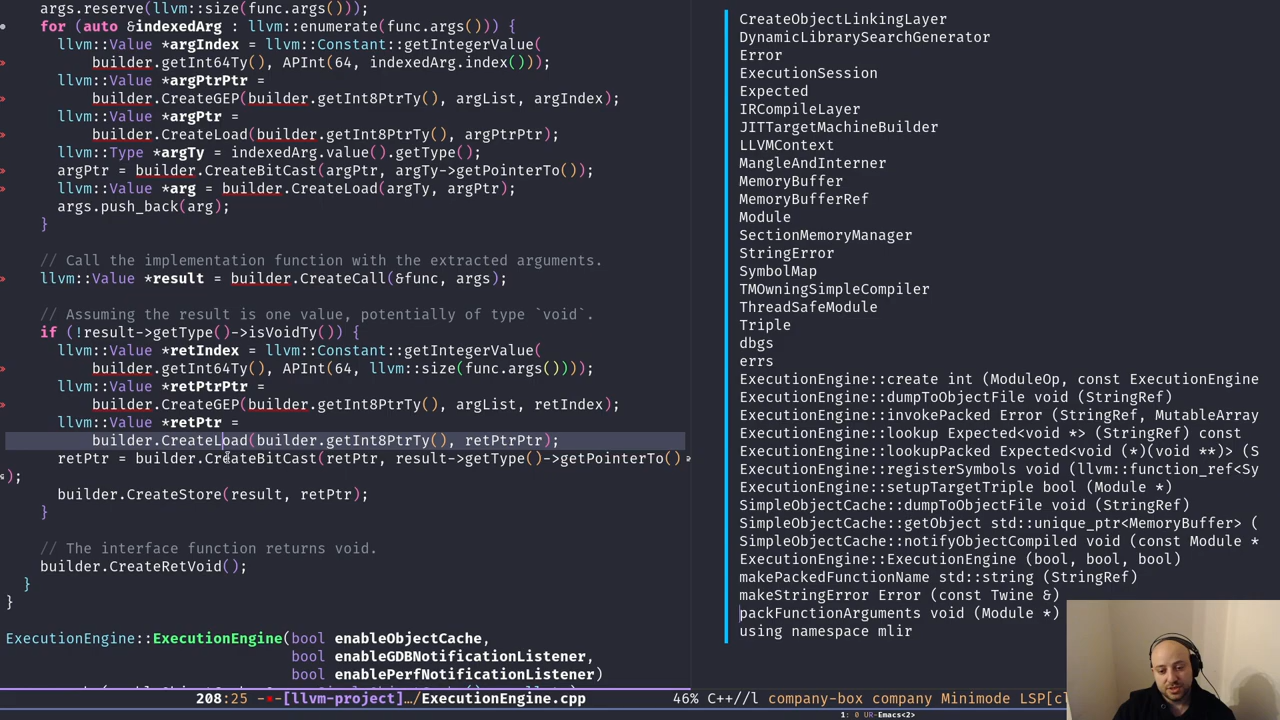 args.reserve(llvm::size(func.args()));
for (auto &indexedArg : llvm::enumerate(func.args())) {
llvm::Value *argIndex = llvm::Constant::getIntegerValue(
builder.getInt64Ty(), APInt(64, indexedArg.index()));
llvm::Value *argPtrPtr =
builder.CreateGEP(builder.getInt8PtrTy(), argList, argIndex);
llvm::Value *argPtr =
builder.CreateLoad(builder.getInt8PtrTy(), argPtrPtr);
llvm::Type *argTy = indexedArg.value().getType();
argPtr = builder.CreateBitCast(argPtr, argTy->getPointerTo());
llvm::Value *arg = builder.CreateLoad(argTy, argPtr);
args.push_back(arg);
}
// Call the implementation function with the extracted arguments.
llvm::Value *result = builder.CreateCall(&func, args);
// Assuming the result is one value, potentially of type `void`.
if (!result->getType()->isVoidTy()) {
llvm::Value *retIndex = llvm::Constant::getIntegerValue(
builder.getInt64Ty(), APInt(64, llvm::size(func.args())));
llvm::Value *retPtrPtr =
builder.CreateGEP(builder.getInt8PtrTy(), argList, retIndex);
llvm::Value *retPtr =
builder.CreateLoad(builder.getInt8PtrTy(), retPtrPtr);
retPtr = builder.CreateBitCast(retPtr, result->getType()->getPointerTo()
);
builder.CreateStore(result, retPtr);
}
// The interface function returns void.
builder.CreateRetVoid();
}
}
ExecutionEngine::ExecutionEngine(bool enableObjectCache,
bool enableGDBNotificationListener,
bool enablePerfNotificationListener)
208:25 -*-[llvm-project]…/ExecutionEngine.cpp 46% C++//l company-box company Minimode LSP[cl
CreateObjectLinkingLayer
DynamicLibrarySearchGenerator
Error
ExecutionSession
Expected
IRCompileLayer
JITTargetMachineBuilder
LLVMContext
MangleAndInterner
MemoryBuffer
MemoryBufferRef
Module
SectionMemoryManager
StringError
SymbolMap
TMOwningSimpleCompiler
ThreadSafeModule
Triple
dbgs
errs
ExecutionEngine::create int (ModuleOp, const ExecutionEngine
ExecutionEngine::dumpToObjectFile void (StringRef)
ExecutionEngine::invokePacked Error (StringRef, MutableArray
ExecutionEngine::lookup Expected<void *> (StringRef) const
ExecutionEngine::lookupPacked Expected<void (*)(void **)> (S
ExecutionEngine::registerSymbols void (llvm::function_ref<Sy
ExecutionEngine::setupTargetTriple bool (Module *)
SimpleObjectCache::dumpToObjectFile void (StringRef)
SimpleObjectCache::getObject std::unique_ptr<MemoryBuffer> (
SimpleObjectCache::notifyObjectCompiled void (const Module *
ExecutionEngine::ExecutionEngine (bool, bool, bool)
makePackedFunctionName std::string (StringRef)
makeStringError Error (const Twine &)
packFunctionArguments void (Module *)
using namespace mlir
1: 0 UR-Emacs<2>